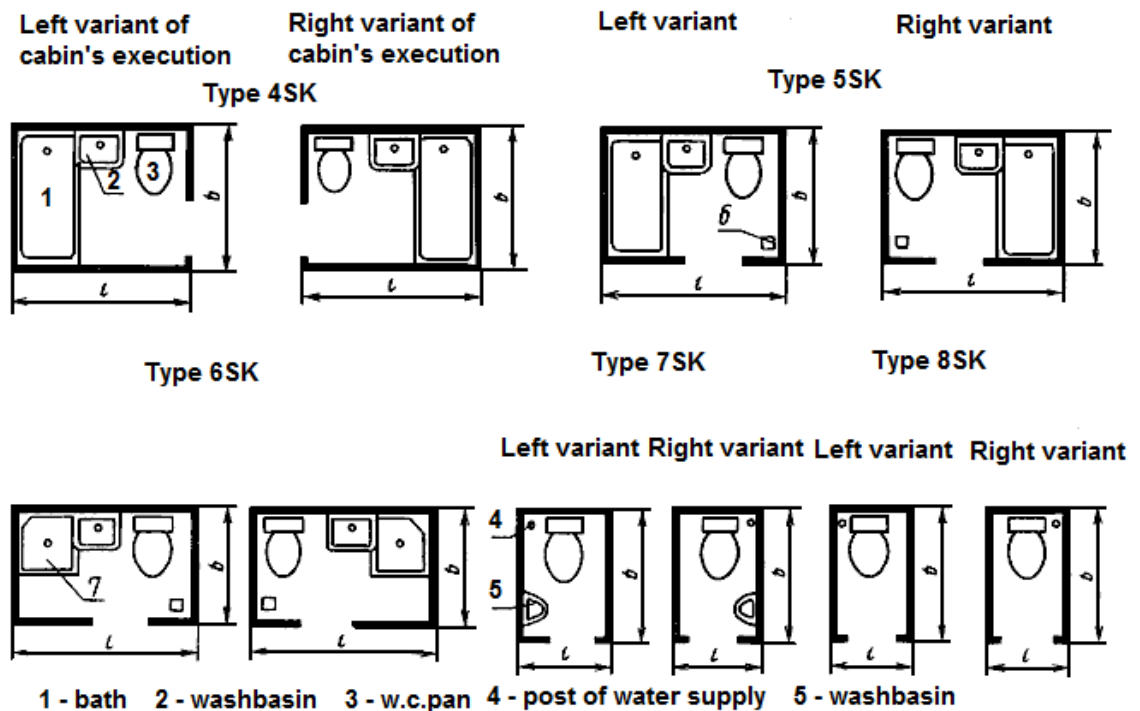 Left variant of
cabin's execution
Right variant of
cabin's execution
Left variant
Right variant
Type 4SK
Type 5SK
1
2
3
b
l
b
l
6
b
l
b
l
Type 6SK
Type 7SK
Type 8SK
Left variant
Right variant
Left variant
Right variant
7
b
l
b
l
4
5
b
l
b
l
b
l
b
l
1 - bath 2 - washbasin 3 - w.c.pan 4 - post of water supply 5 - washbasin